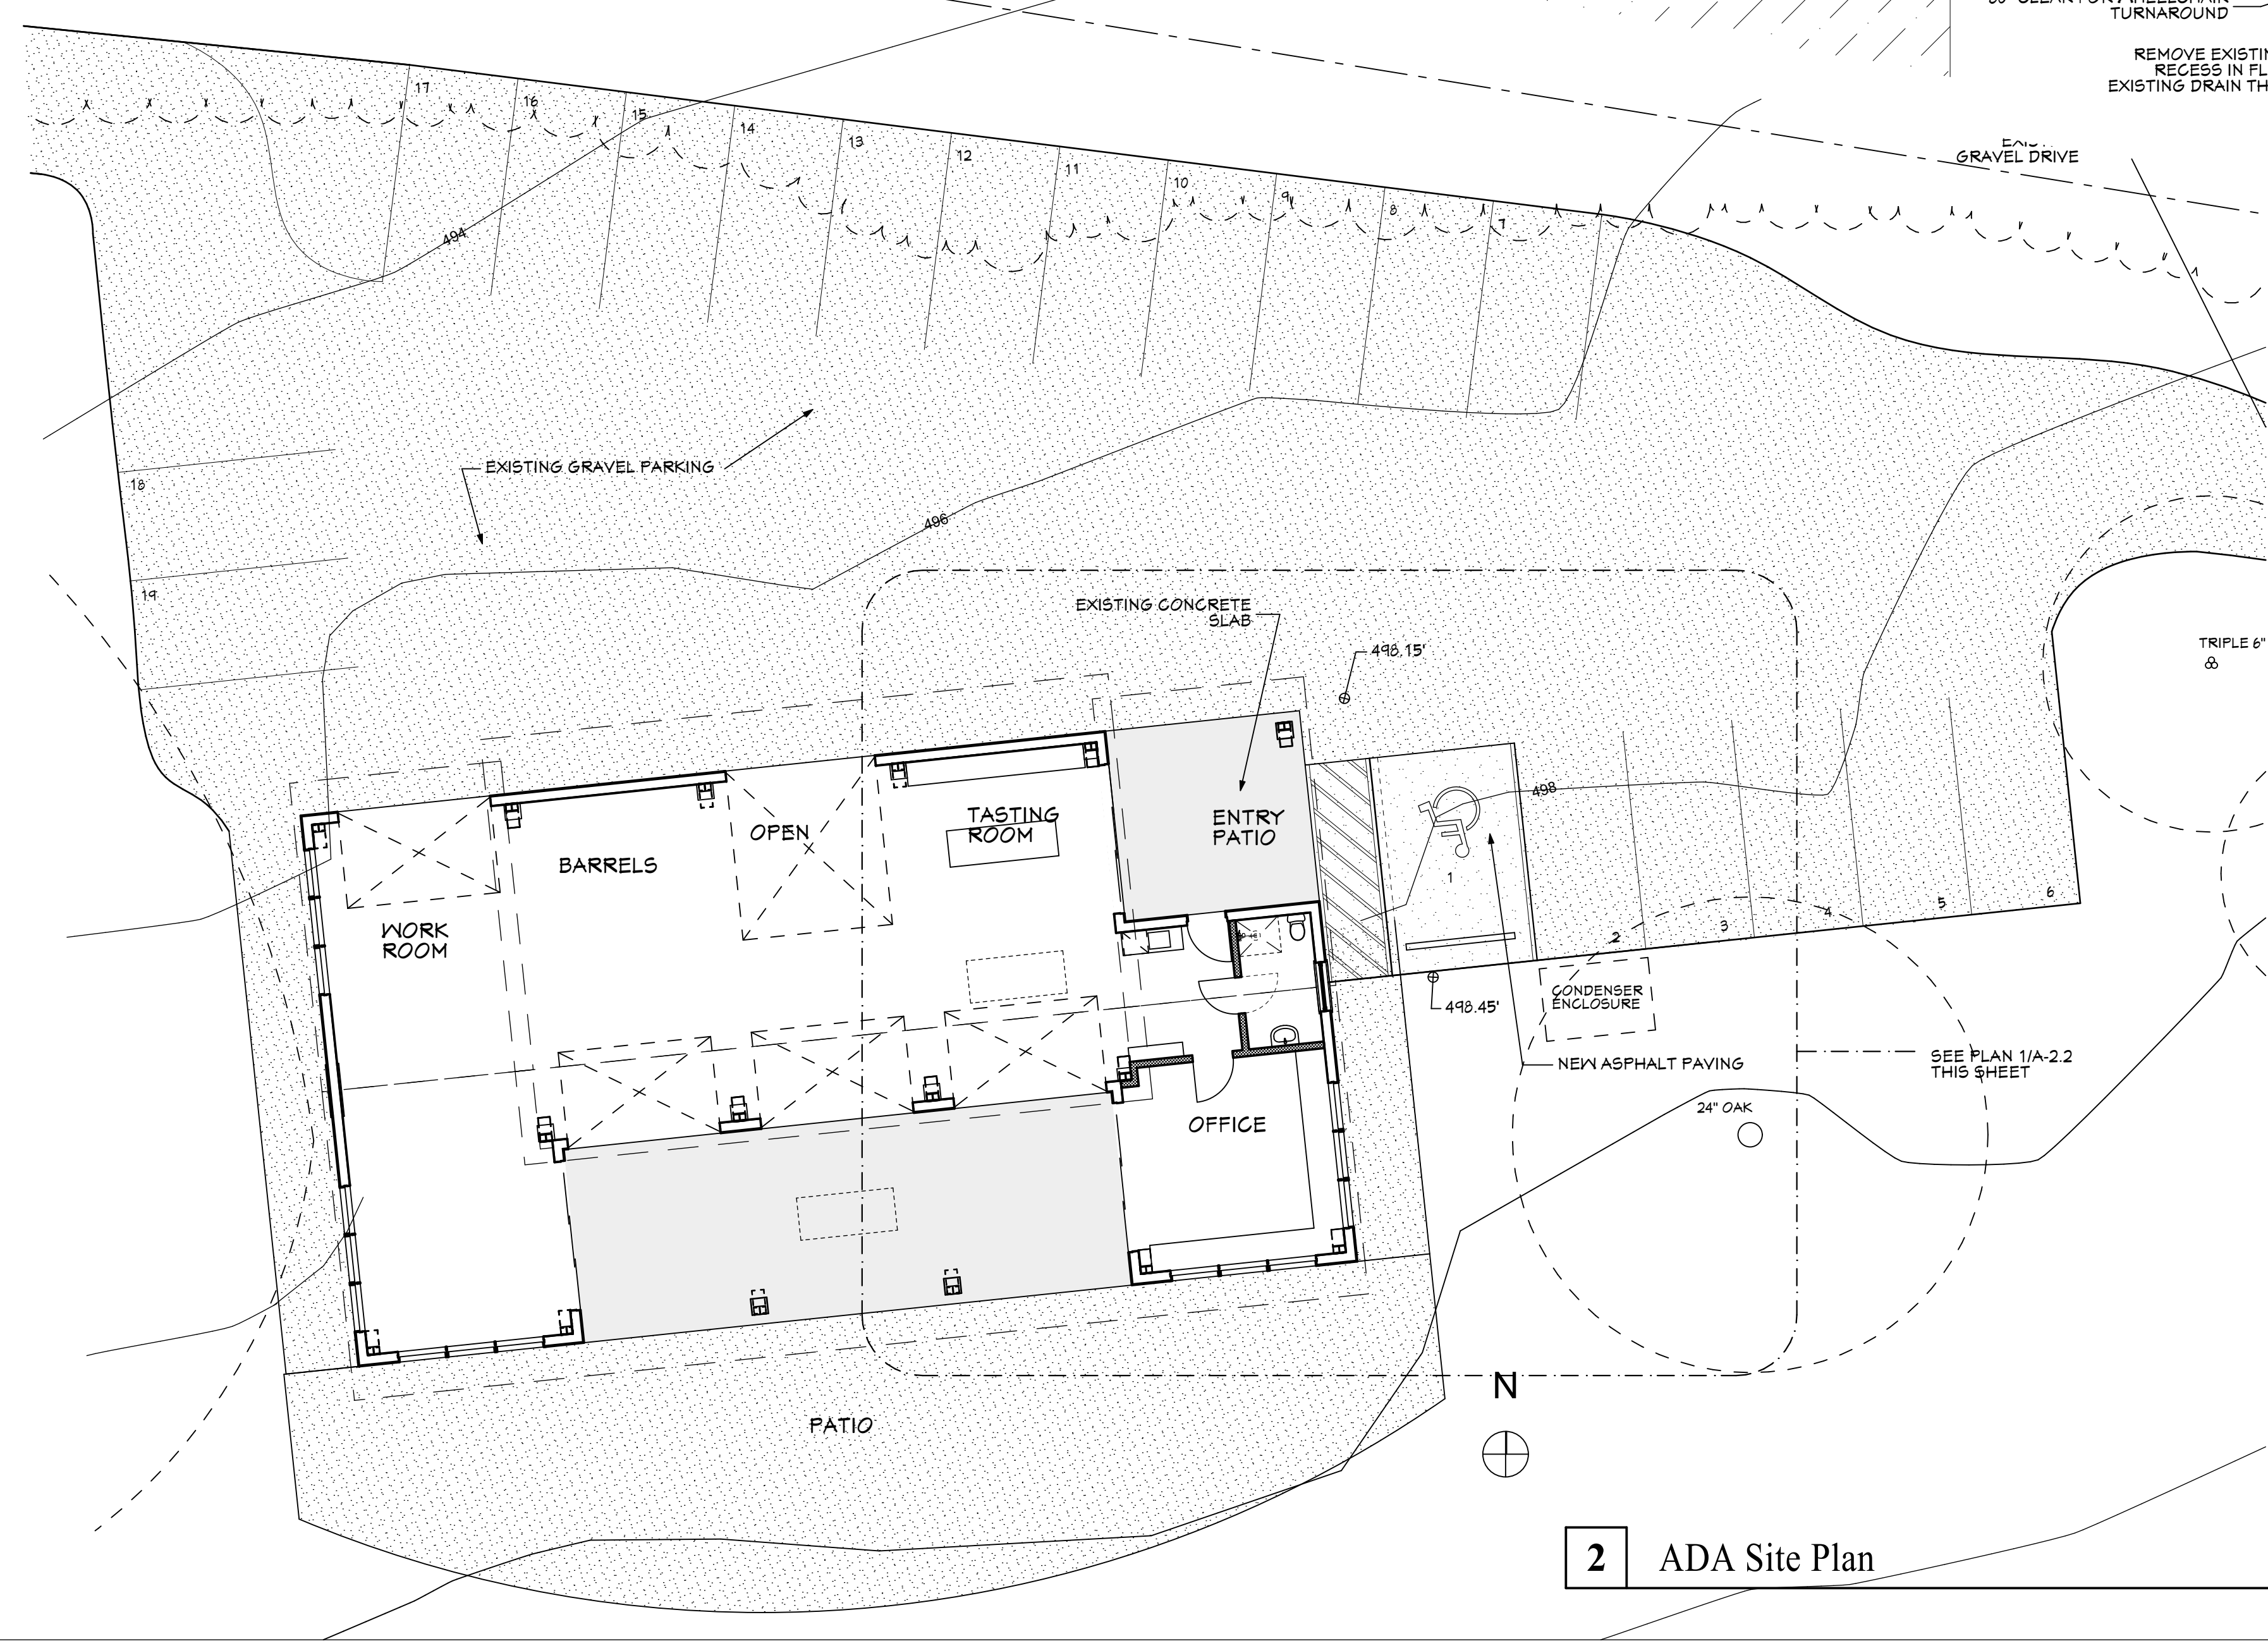 TURNAROUND
REMOVE EXISTIN
RECESS IN FL
EXISTING DRAIN TH
GRAVEL DRIVE
17
16
15
14
13
12
11
10
9
8
7
494
EXISTING GRAVEL PARKING
18
496
19
EXISTING CONCRETE
SLAB
498.15'
TRIPLE 6"
498
TASTING
ROOM
ENTRY
PATIO
OPEN
BARRELS
1
WORK
ROOM
2
3
4
5
6
CONDENSER
ENCLOSURE
498.45'
NEW ASPHALT PAVING
SEE PLAN 1/A-2.2
THIS SHEET
24" OAK
OFFICE
N
PATIO
2 ADA Site Plan